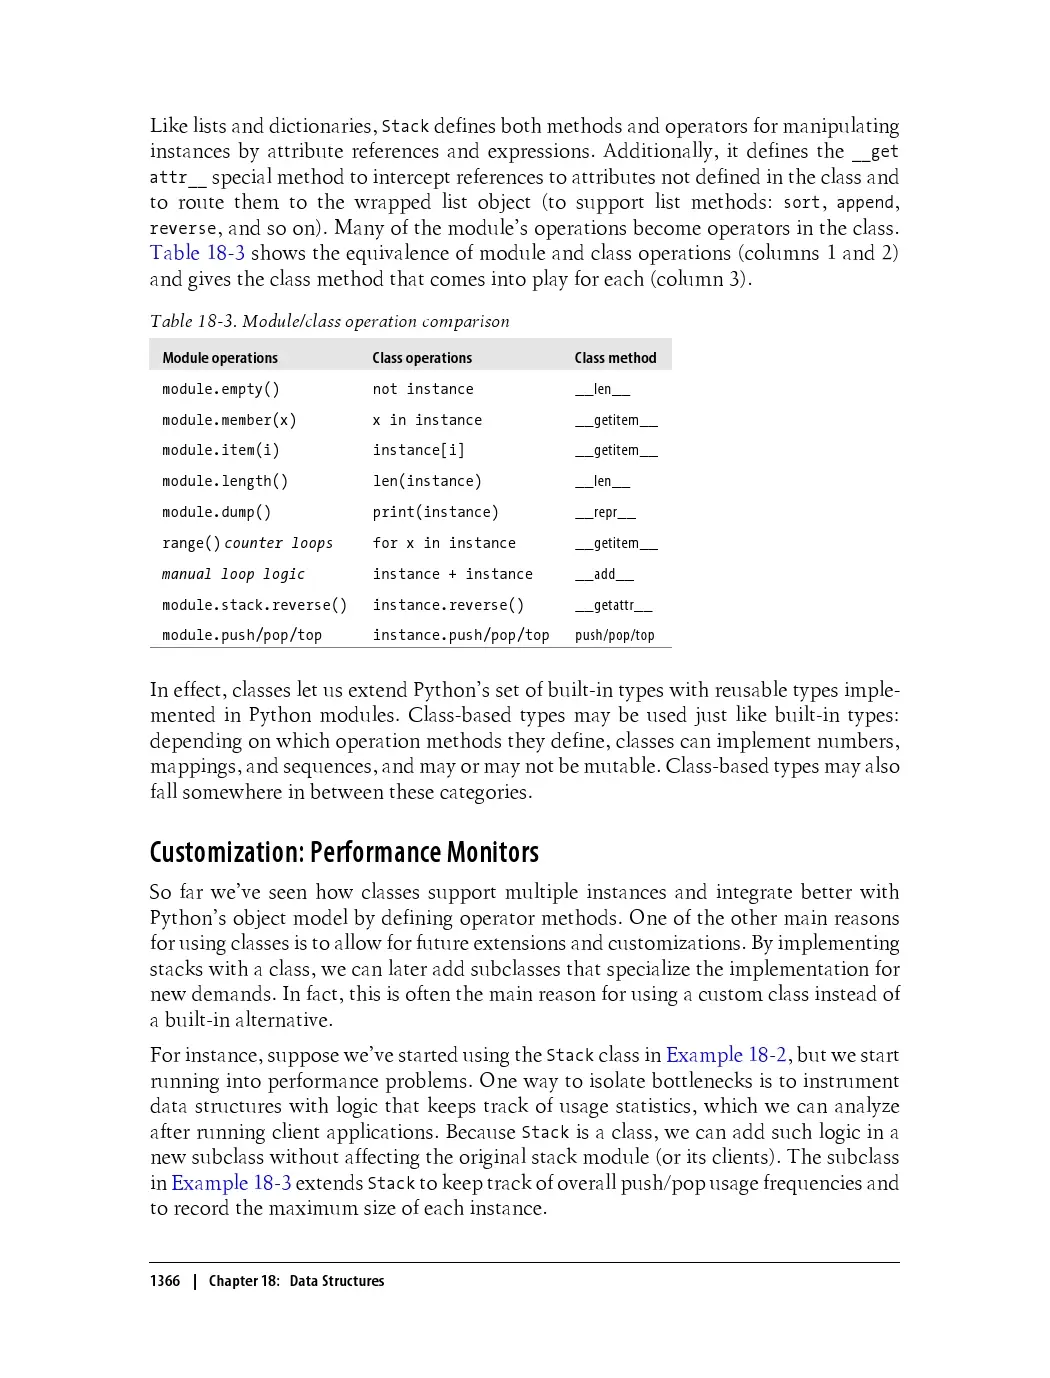 Like lists and dictionaries, Stack defines both methods and operators for manipulating
instances by attribute references and expressions. Additionally, it defines the __get
attr__ special method to intercept references to attributes not defined in the class and
to route them to the wrapped list object (to support list methods: sort, append,
reverse, and so on). Many of the module’s operations become operators in the class.
Table 18-3 shows the equivalence of module and class operations (columns 1 and 2)
and gives the class method that comes into play for each (column 3).
Table 18-3. Module/class operation comparison
Module operations Class operations Class method
module.empty() not instance __len__
module.member(x) x in instance __getitem__
module.item(i) instance[i] __getitem__
module.length() len(instance) __len__
module.dump() print(instance) __repr__
range() counter loops for x in instance __getitem__
manual loop logic instance + instance __add__
module.stack.reverse() instance.reverse() __getattr__
module.push/pop/top instance.push/pop/top push/pop/top
In effect, classes let us extend Python’s set of built-in types with reusable types imple-
mented in Python modules. Class-based types may be used just like built-in types:
depending on which operation methods they define, classes can implement numbers,
mappings, and sequences, and may or may not be mutable. Class-based types may also
fall somewhere in between these categories.
Customization: Performance Monitors
So far we’ve seen how classes support multiple instances and integrate better with
Python’s object model by defining operator methods. One of the other main reasons
for using classes is to allow for future extensions and customizations. By implementing
stacks with a class, we can later add subclasses that specialize the implementation for
new demands. In fact, this is often the main reason for using a custom class instead of
a built-in alternative.
For instance, suppose we’ve started using the Stack class in Example 18-2, but we start
running into performance problems. One way to isolate bottlenecks is to instrument
data structures with logic that keeps track of usage statistics, which we can analyze
after running client applications. Because Stack is a class, we can add such logic in a
new subclass without affecting the original stack module (or its clients). The subclass
in Example 18-3 extends Stack to keep track of overall push/pop usage frequencies and
to record the maximum size of each instance.
1366 | Chapter 18: Data Structures